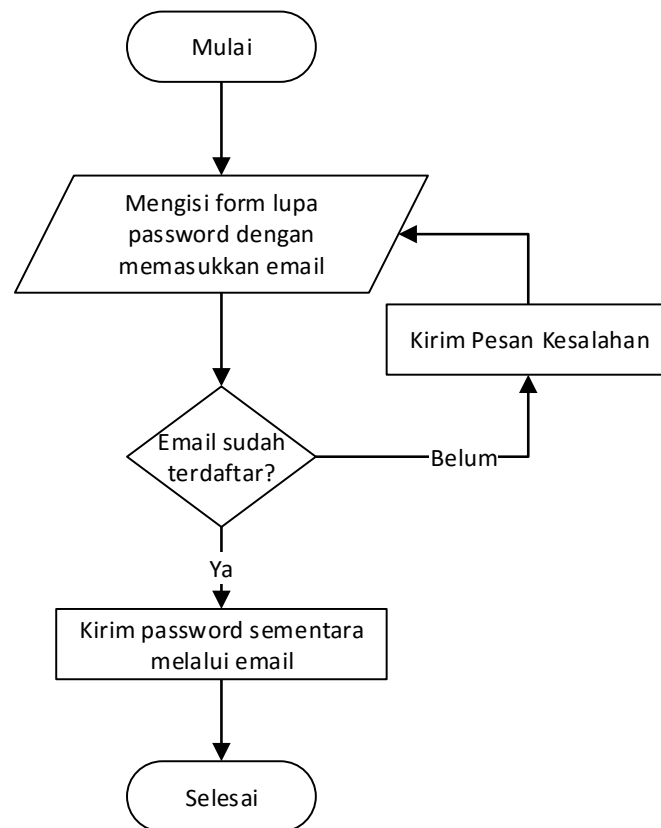 Mulai
Mengisi form lupa
password dengan
memasukkan email
Kirim Pesan Kesalahan
Email sudah
terdaftar?
Belum
Ya
Kirim password sementara
melalui email
Selesai